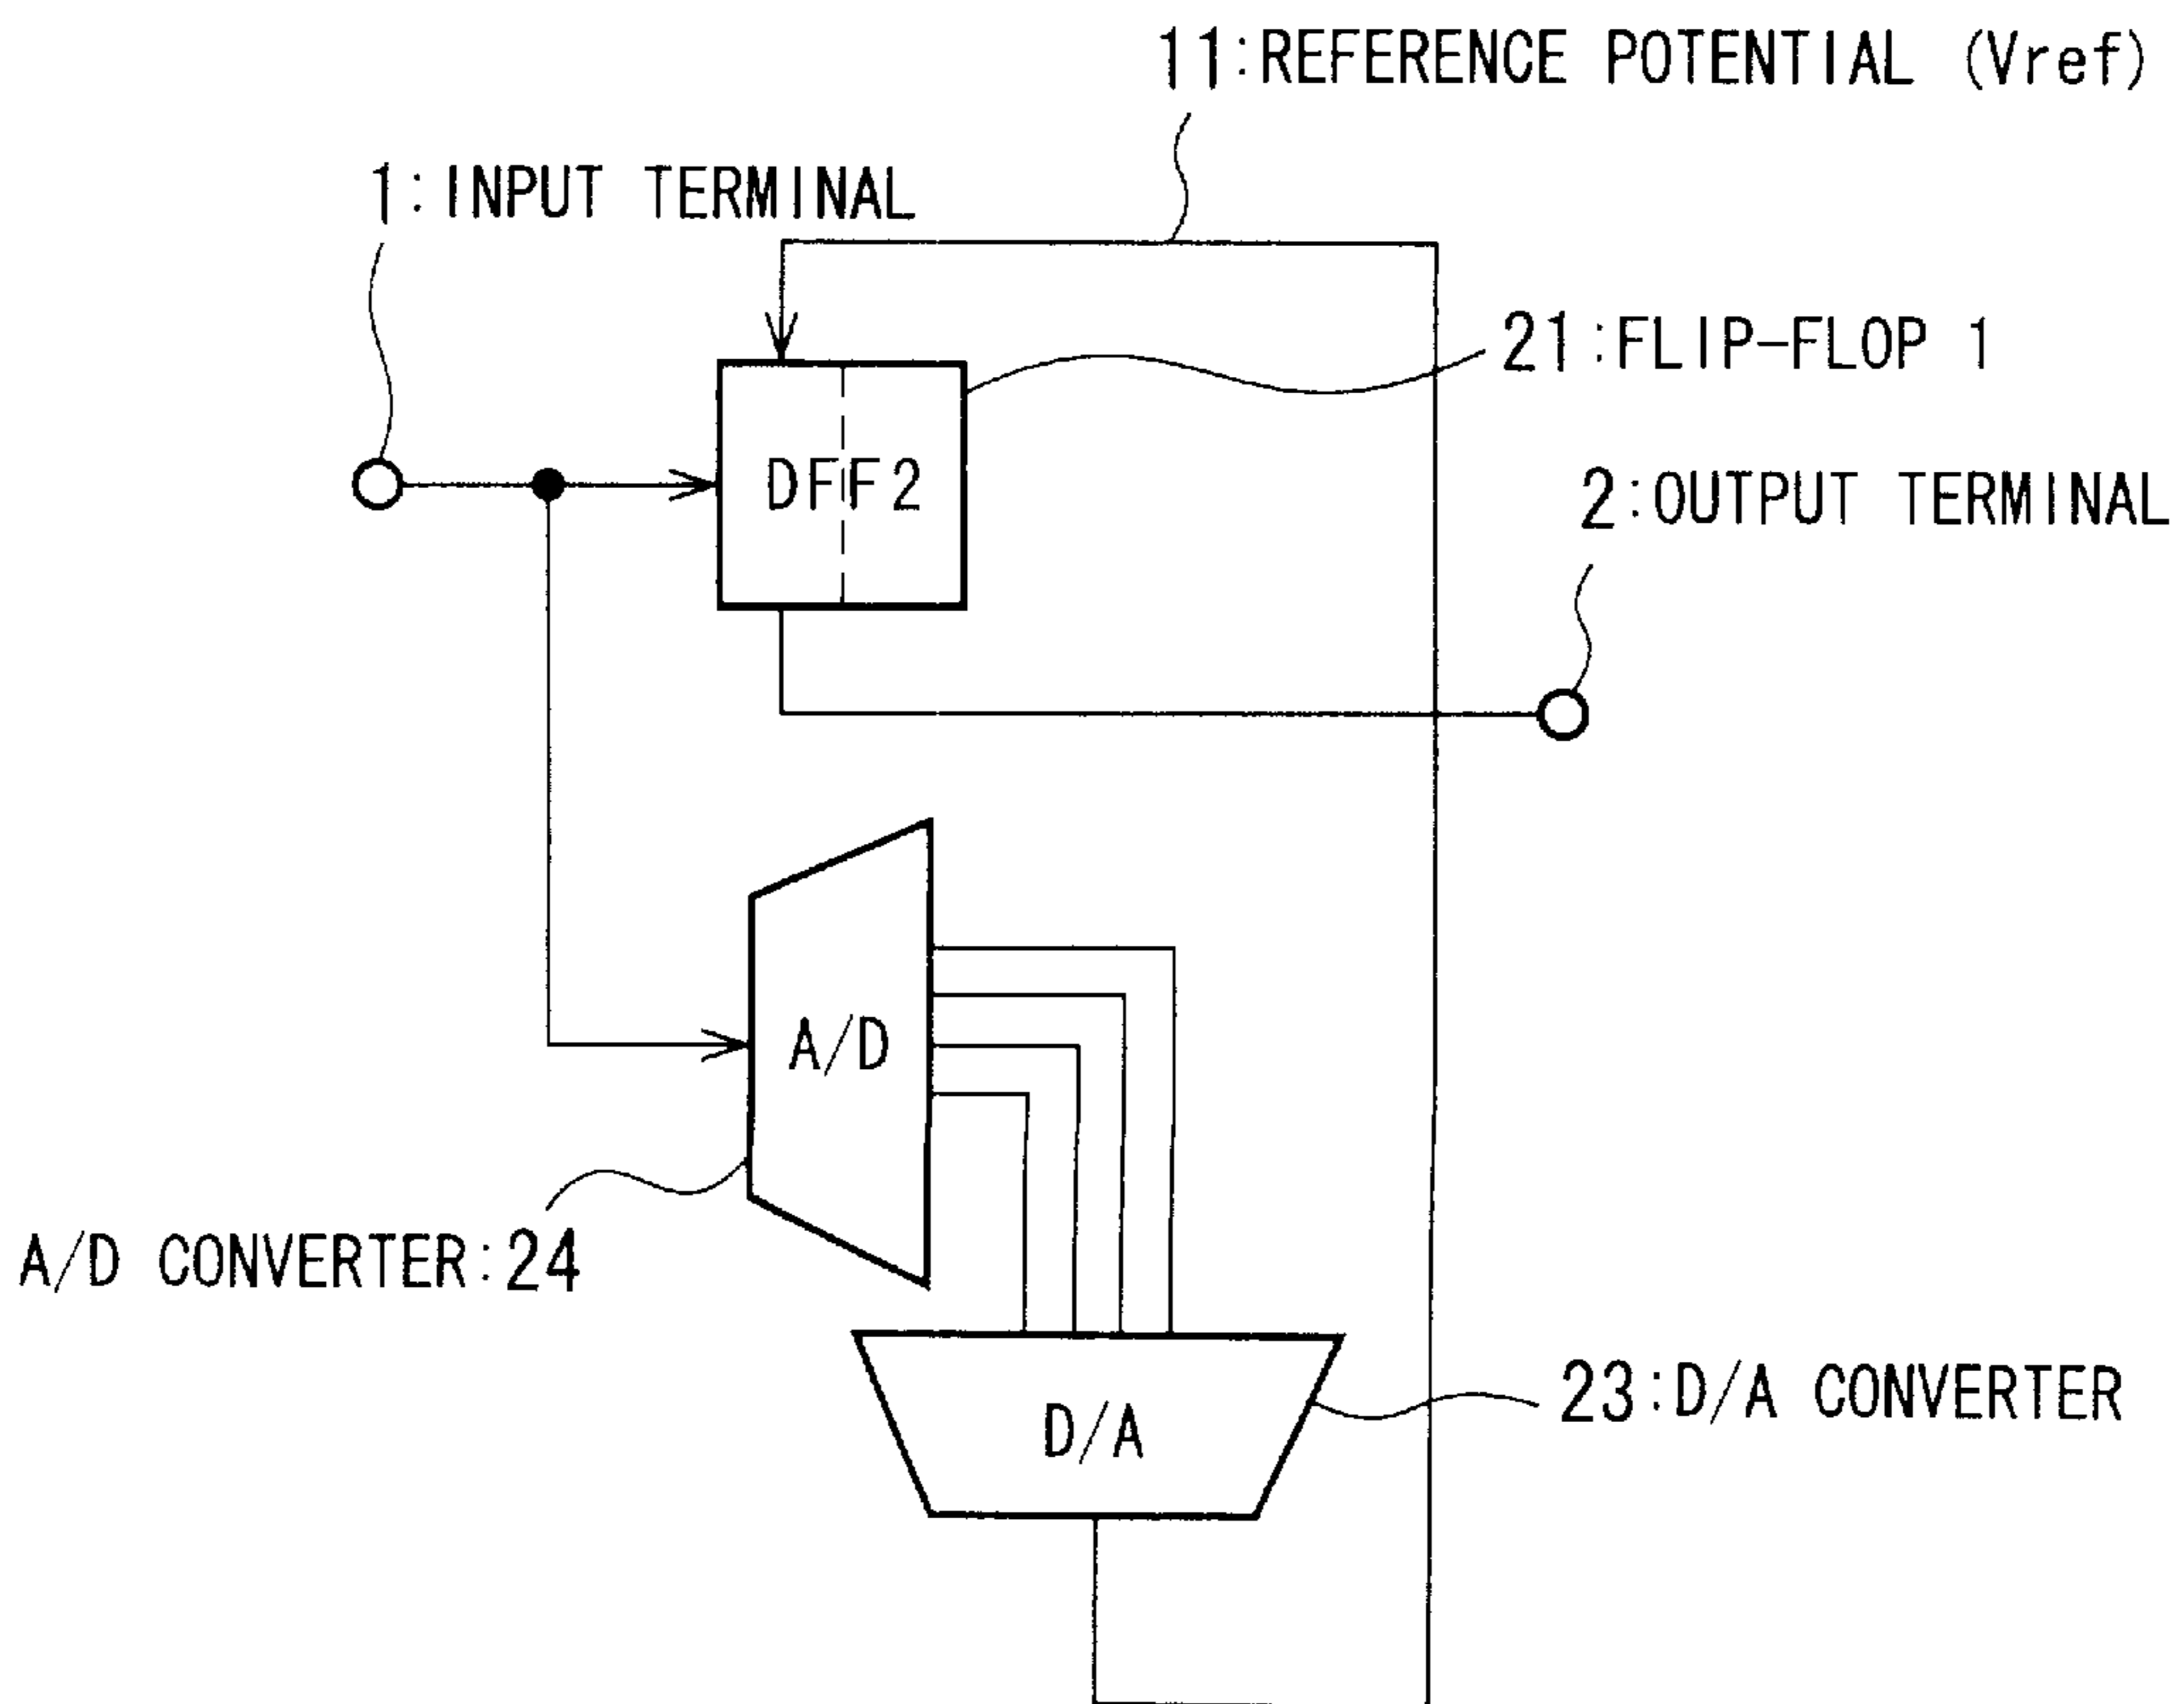 11:REFERENCE POTENTIAL (Vref)
1:INPUT TERMINAL
21:FLIP-FLOP 1
DFF2
2:OUTPUT TERMINAL
A/D
A/D CONVERTER:24
23:D/A CONVERTER
D/A